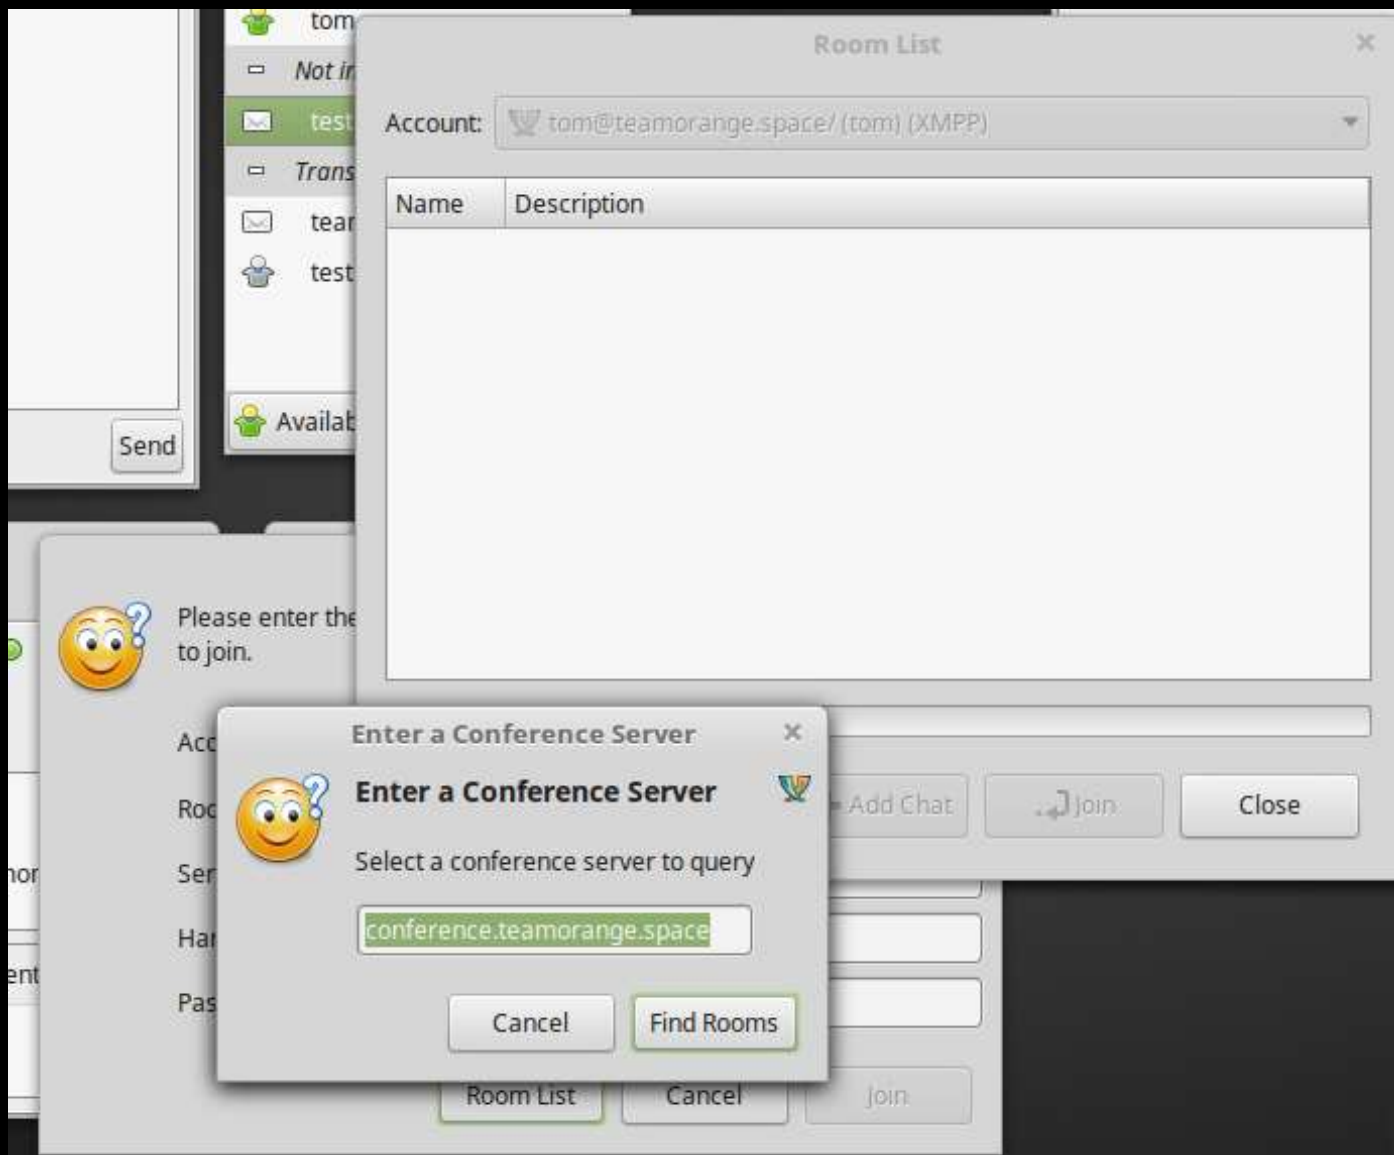 tom
Not in
test
Trans
tear
test
Availab
Send
Room List
Account:
tom@teamorange.space/ (tom) (XMPP)
Name
Description
Add Chat
Join
Close
Please enter the
to join.
Acc
Roo
Ser
Har
Pas
Enter a Conference Server
Enter a Conference Server
Select a conference server to query
conference.teamorange.space
Cancel
Find Rooms
Room List
Cancel
Join